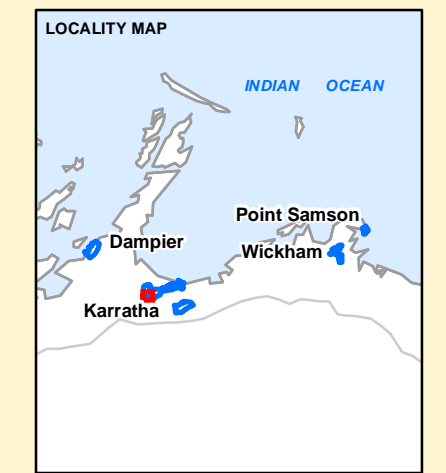 LOCALITY MAP
INDIAN OCEAN
Point Samson
Dampier
Wickham
Karratha